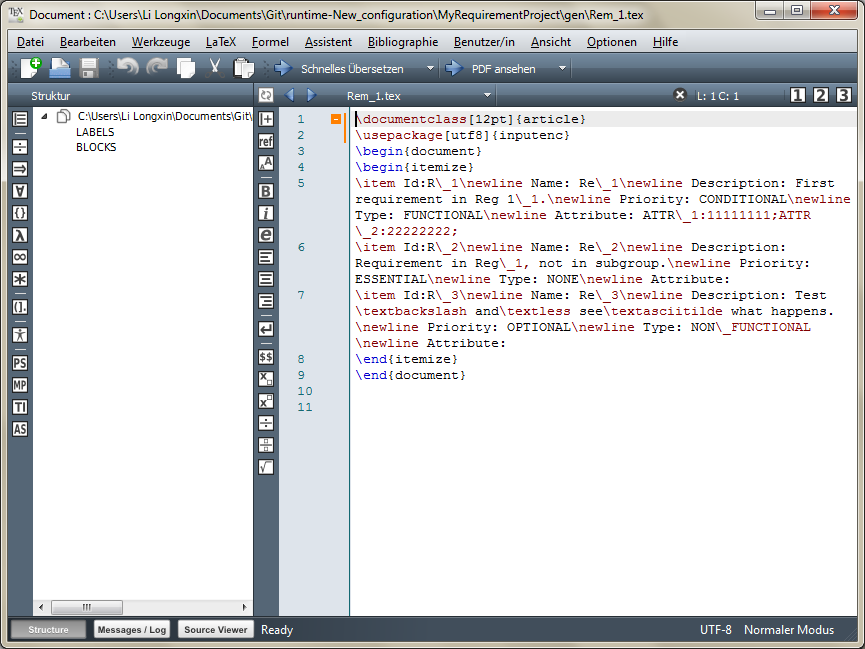 Document : C:\Users\Li Longxin\Documents\Git\runtime-New_configuration\MyRequirementProject\gen\Rem_1.tex
Datei Bearbeiten Werkzeuge LaTeX Formel Assistent Bibliographie Benutzer/in Ansicht Optionen Hilfe
Schnelles Übersetzen PDF ansehen
Struktur Rem_1.tex L: 1 C: 1 1 2 3
C:\Users\Li Longxin\Documents\Git\
LABELS
BLOCKS
1 \documentclass[12pt]{article}
2 \usepackage[utf8]{inputenc}
3 \begin{document}
4 \begin{itemize}
5 \item Id:R\_1\newline Name: Re\_1\newline Description: First
requirement in Reg 1\_1.\newline Priority: CONDITIONAL\newline
Type: FUNCTIONAL\newline Attribute: ATTR\_1:11111111;ATTR
\_2:22222222;
6 \item Id:R\_2\newline Name: Re\_2\newline Description:
Requirement in Reg\_1, not in subgroup.\newline Priority:
ESSENTIAL\newline Type: NONE\newline Attribute:
7 \item Id:R\_3\newline Name: Re\_3\newline Description: Test
\textbackslash and\textless see\textasciitilde what happens.
\newline Priority: OPTIONAL\newline Type: NON\_FUNCTIONAL
\newline Attribute:
8 \end{itemize}
9 \end{document}
10
11
{}
λ
∞
(].
PS
MP
TI
AS
ref
B
i
e
$$
Structure Messages / Log Source Viewer Ready UTF-8 Normaler Modus